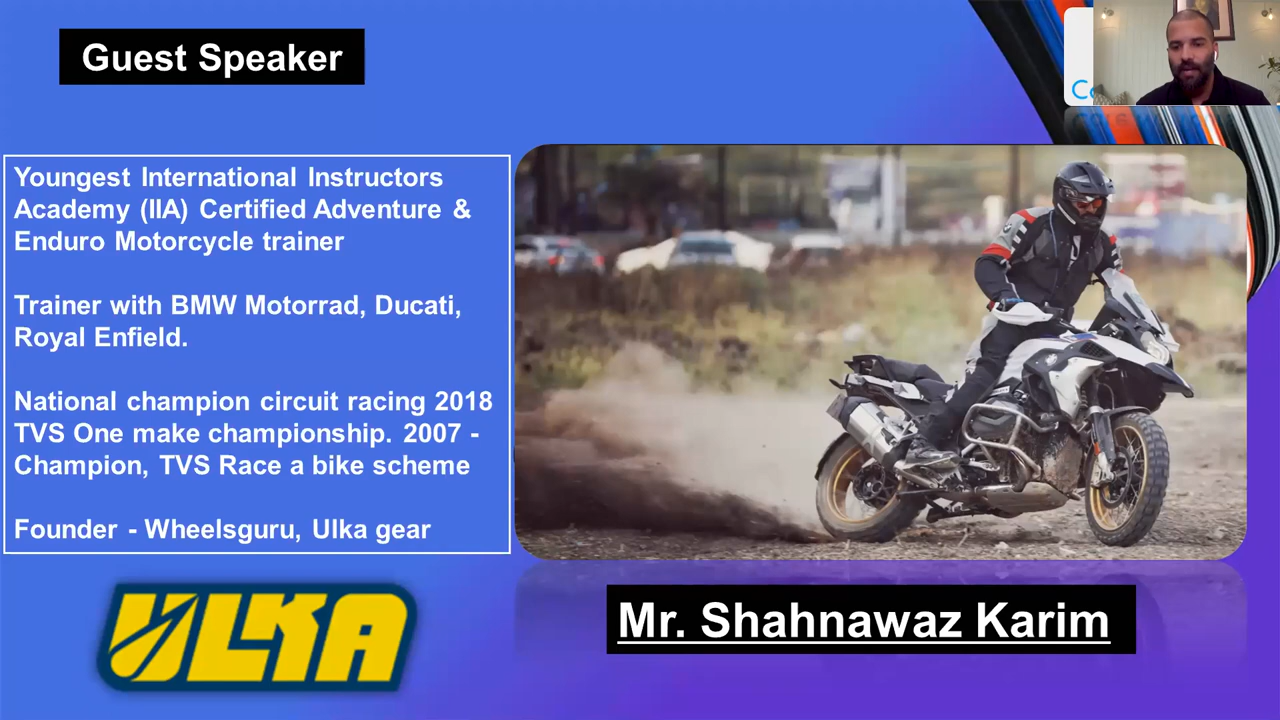 Guest Speaker
Youngest International Instructors
Academy (IIA) Certified Adventure &
Enduro Motorcycle trainer
Trainer with BMW Motorrad, Ducati,
Royal Enfield.
National champion circuit racing 2018
TVS One make championship. 2007 -
Champion, TVS Race a bike scheme
Founder - Wheelsguru, Ulka gear
ULKA
Mr. Shahnawaz Karim